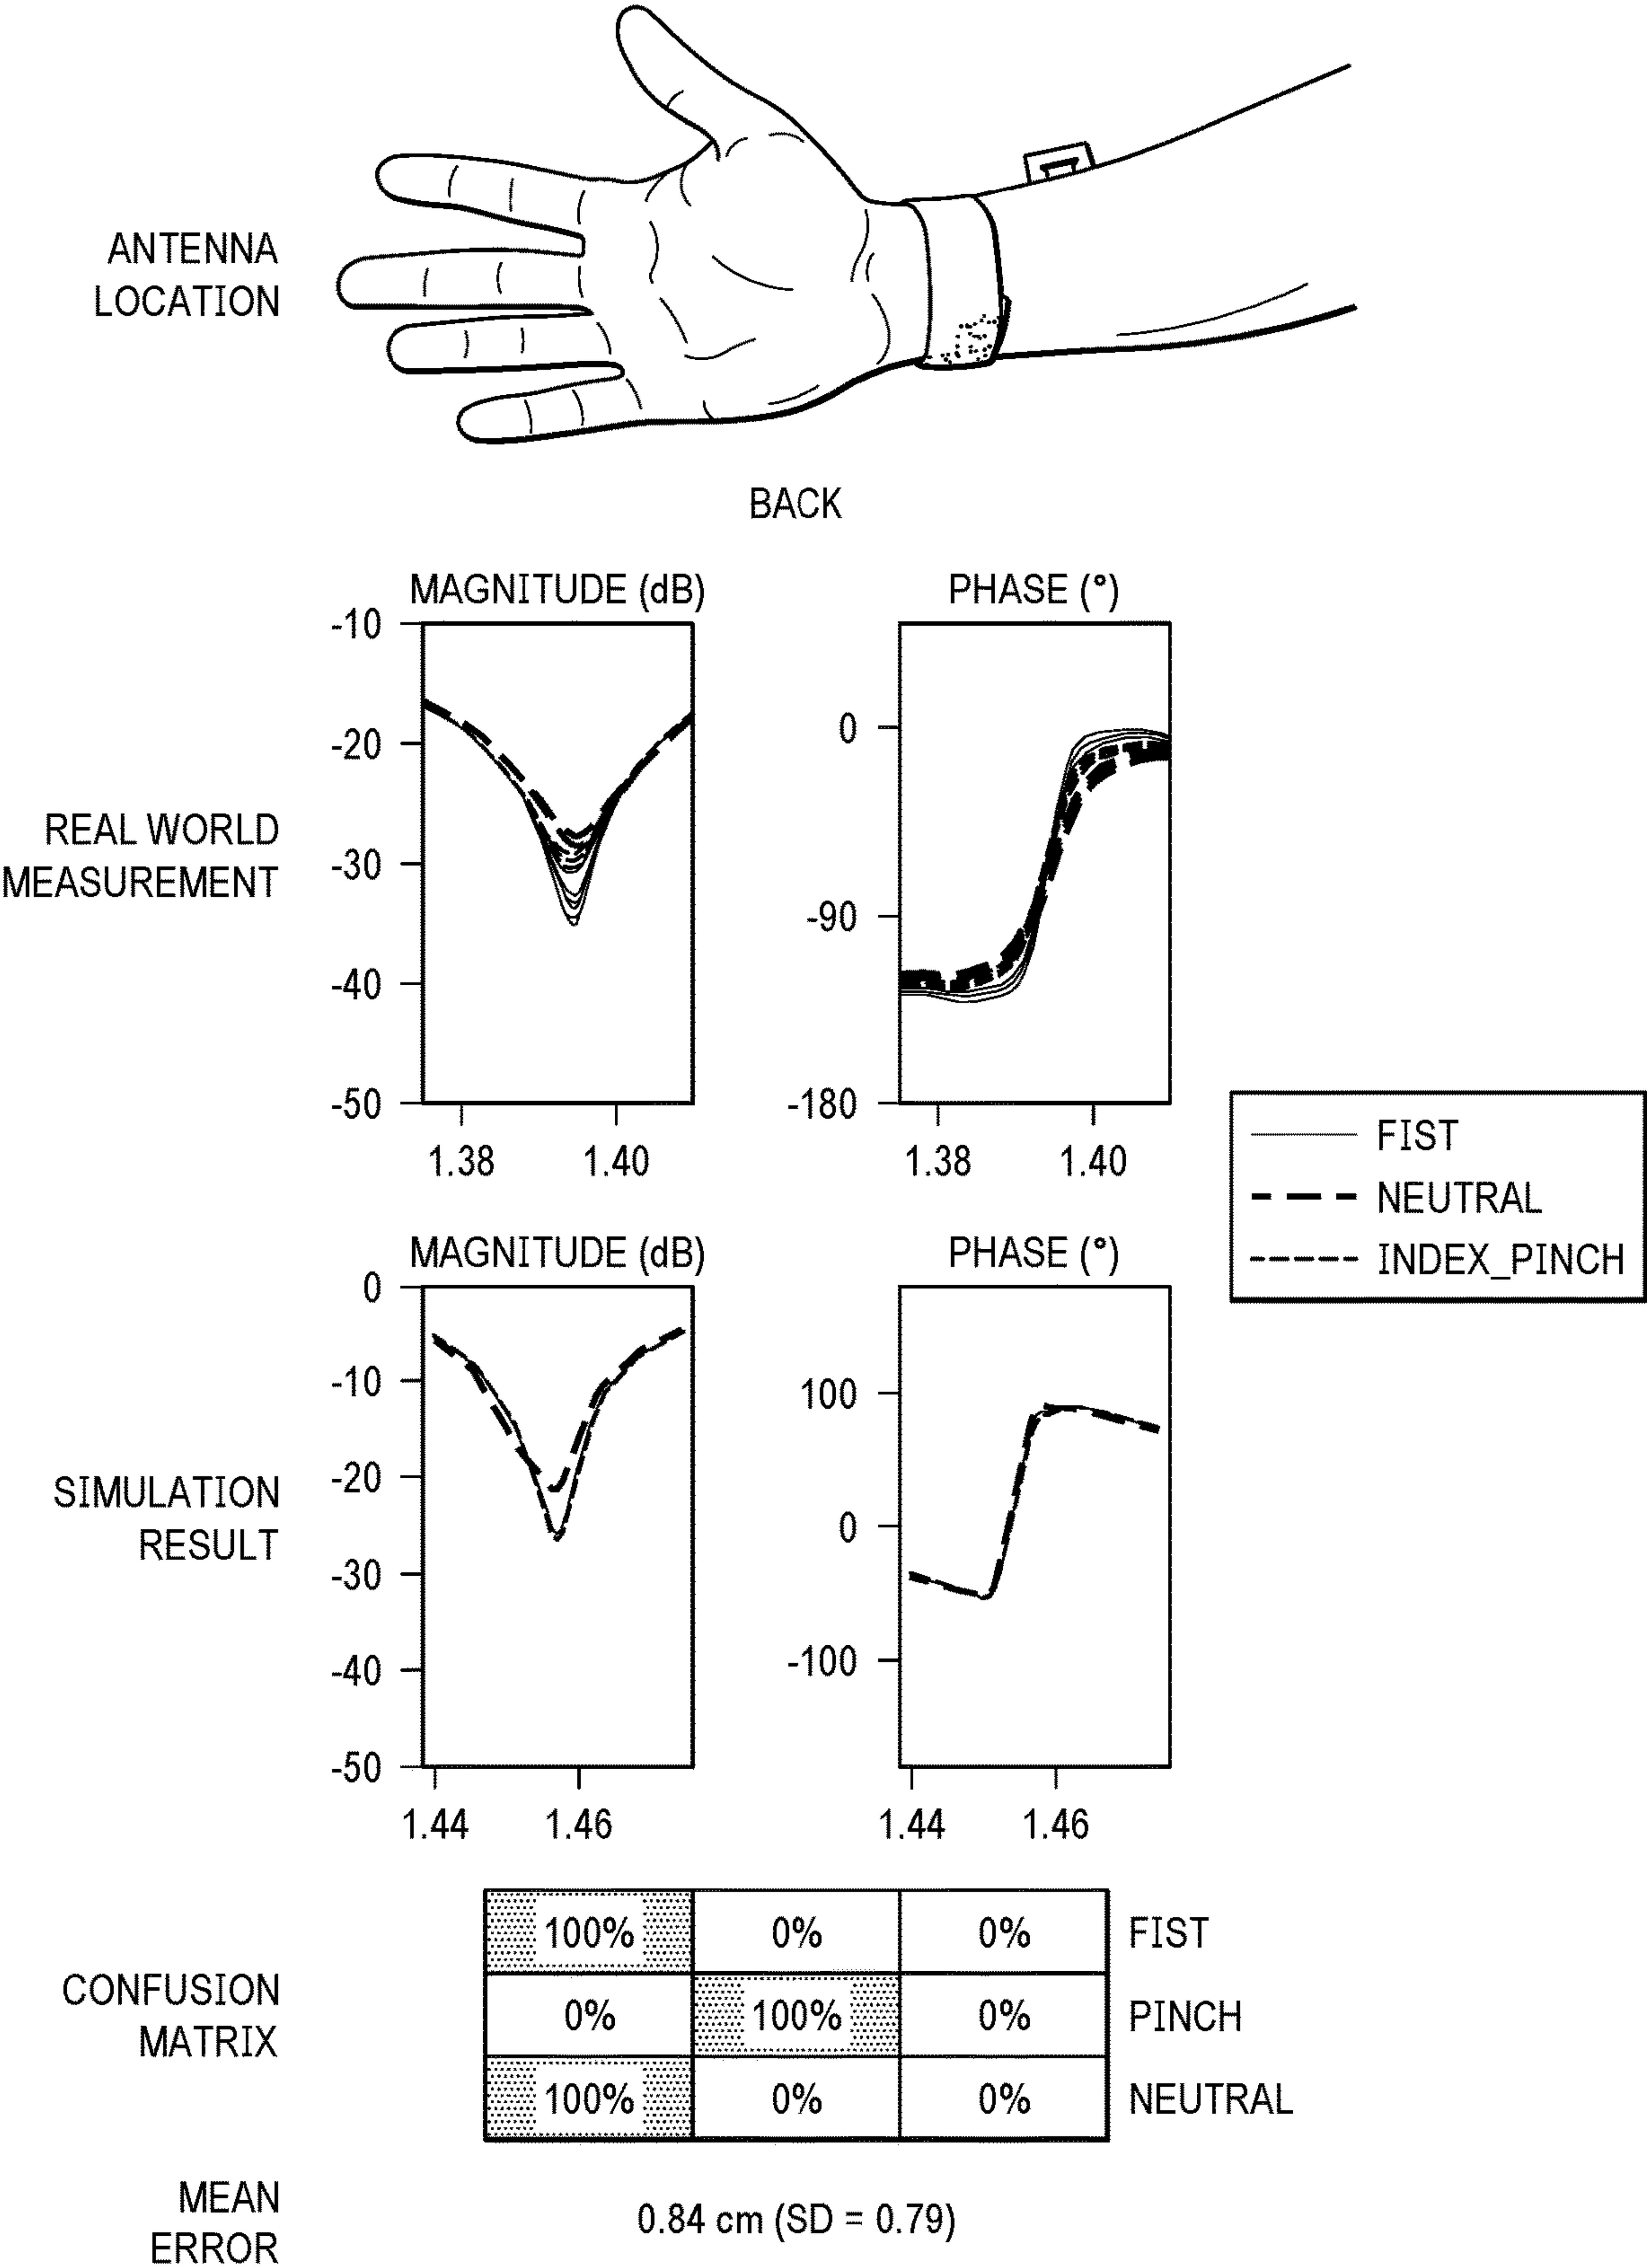 ANTENNA
LOCATION
BACK
MAGNITUDE (dB)
PHASE (°)
-10
-20
-30
-40
-50
0
-90
-180
REAL WORLD
MEASUREMENT
1.38
1.40
1.38
1.40
FIST
NEUTRAL
INDEX_PINCH
MAGNITUDE (dB)
PHASE (°)
0
-10
-20
-30
-40
-50
100
0
-100
SIMULATION
RESULT
1.44
1.46
1.44
1.46
CONFUSION
MATRIX
100% 0% 0% FIST
0% 100% 0% PINCH
100% 0% 0% NEUTRAL
MEAN
ERROR
0.84 cm (SD = 0.79)